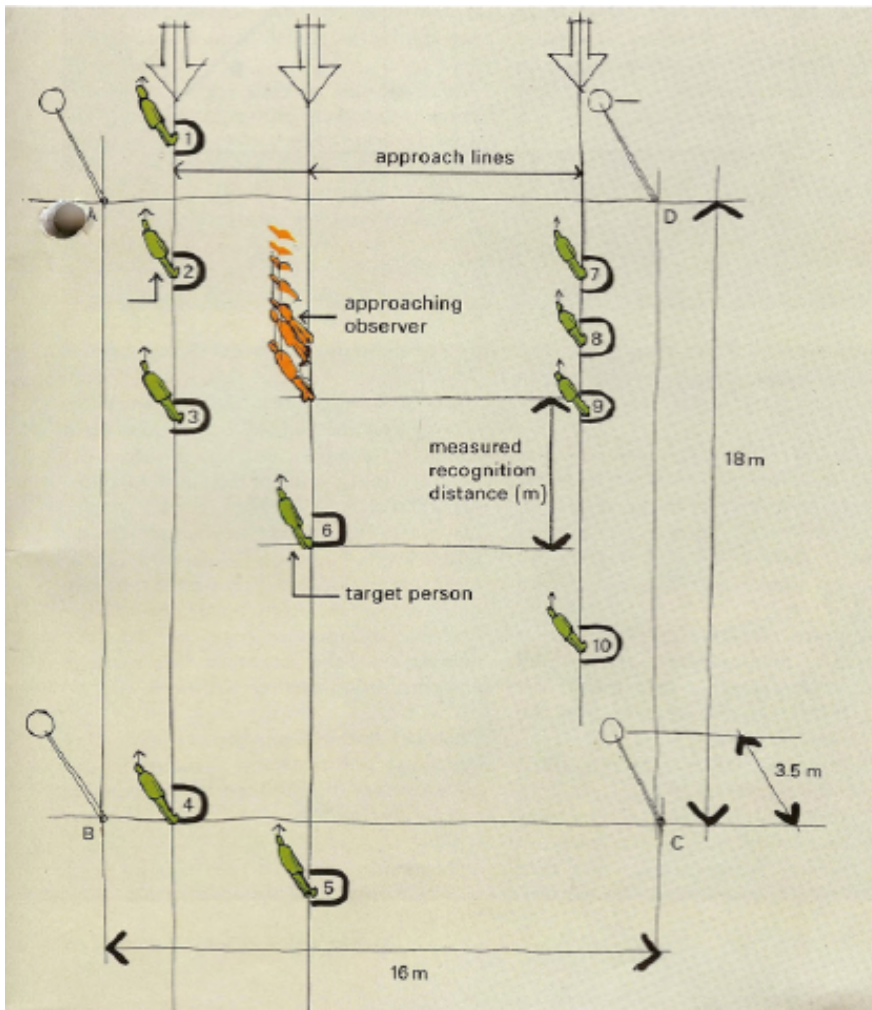 1
approach lines
A
D
2
7
approaching
observer
8
3
9
measured
recognition
distance (m)
18 m
6
target person
10
3.5 m
4
B
C
5
16 m